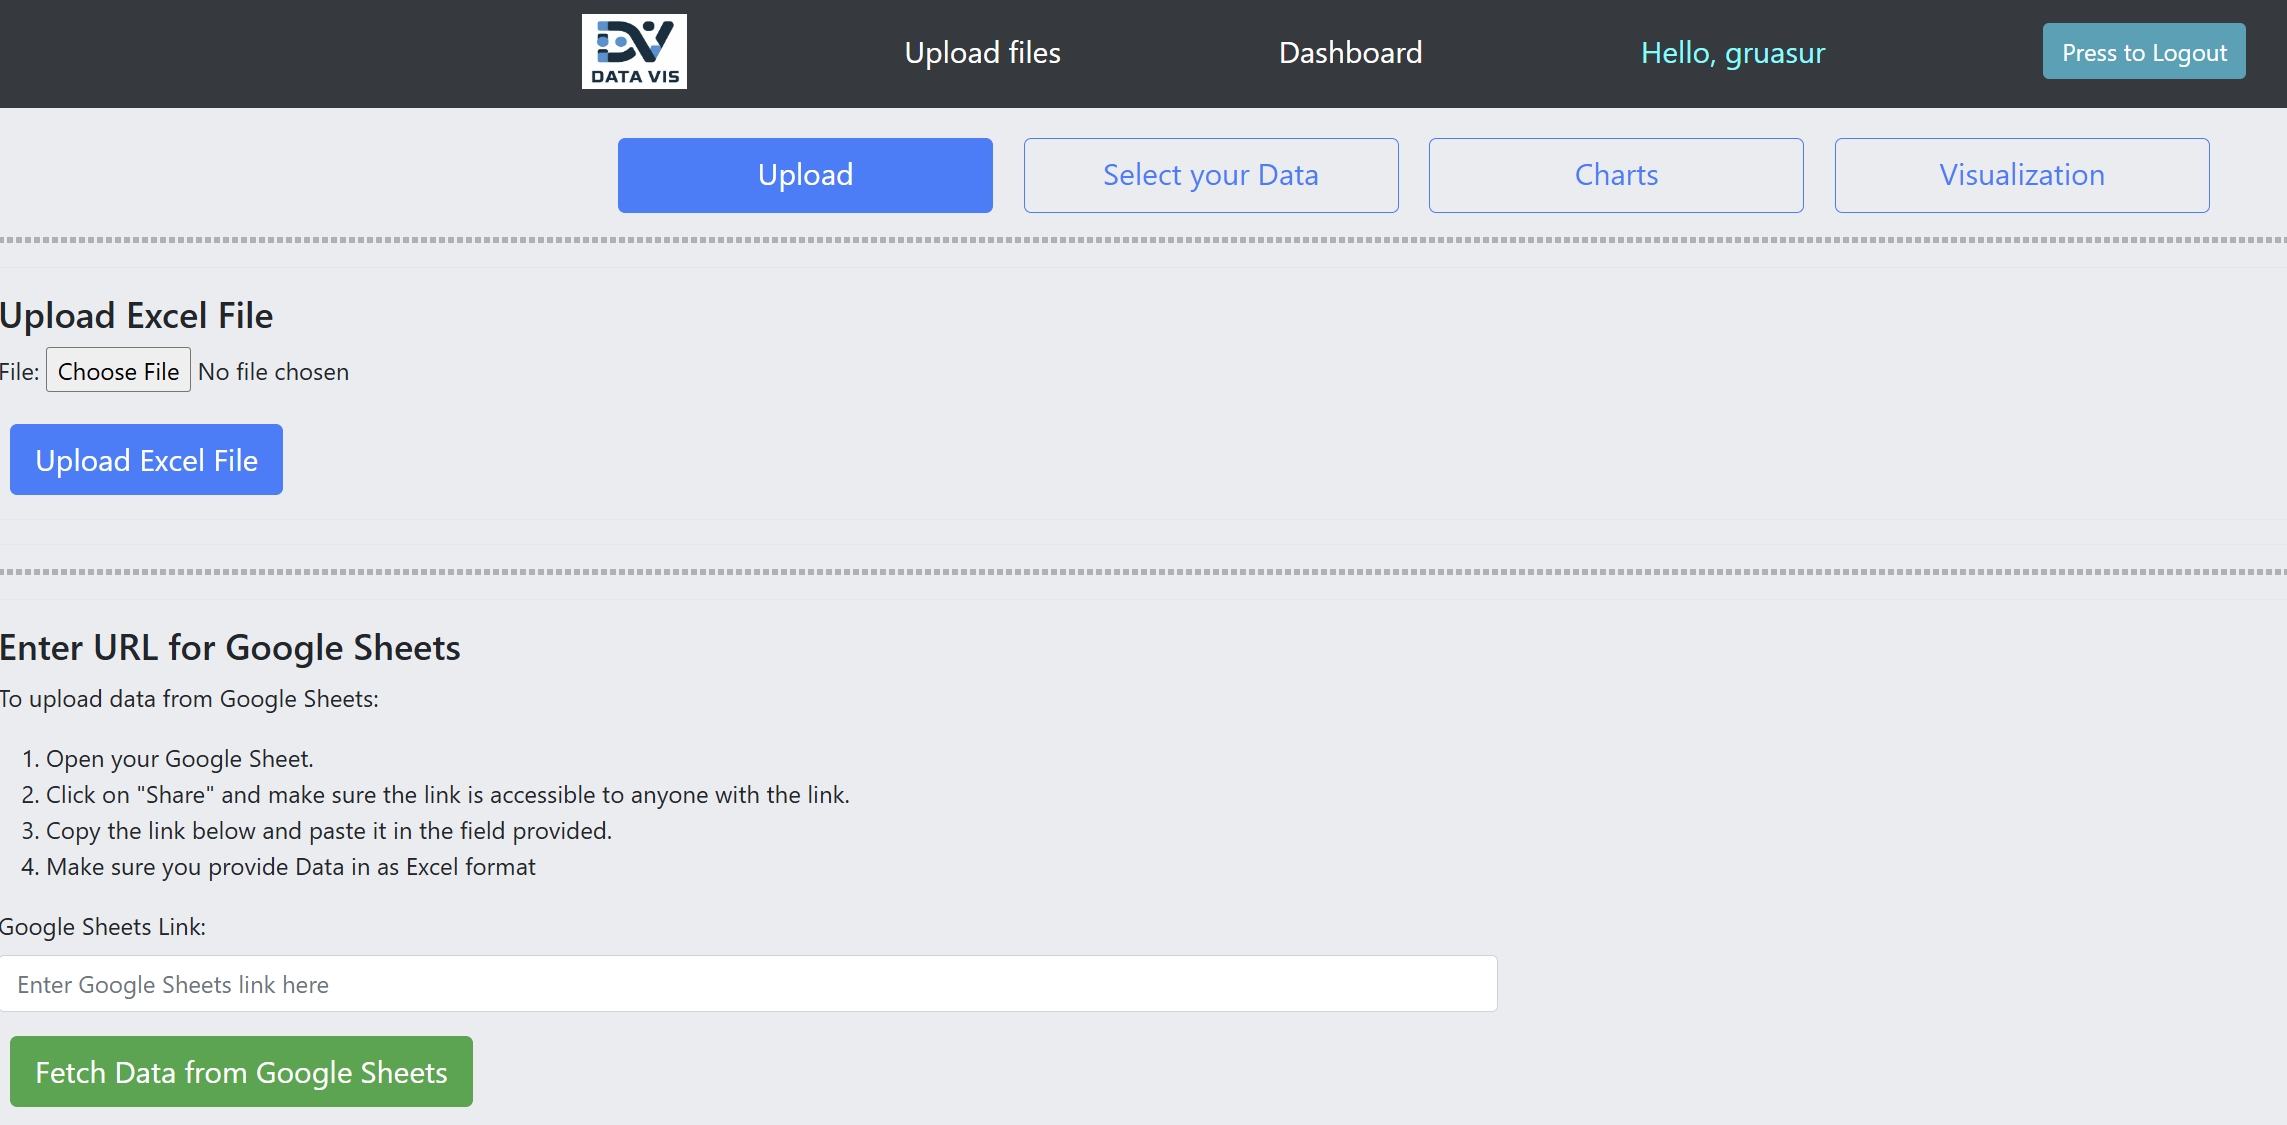 DATA VIS
Upload files
Dashboard
Hello, gruasur
Press to Logout
Upload
Select your Data
Charts
Visualization
Upload Excel File
File: Choose File No file chosen
Upload Excel File
Enter URL for Google Sheets
To upload data from Google Sheets:
1. Open your Google Sheet.
2. Click on "Share" and make sure the link is accessible to anyone with the link.
3. Copy the link below and paste it in the field provided.
4. Make sure you provide Data in as Excel format
Google Sheets Link:
Enter Google Sheets link here
Fetch Data from Google Sheets